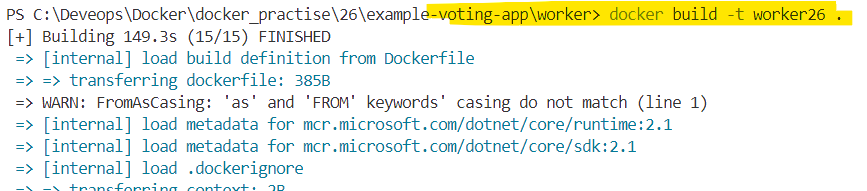 PS C:\Deveops\Docker\docker_practise\26\example-voting-app\worker> docker build -t worker26 .
[+] Building 149.3s (15/15) FINISHED
=> [internal] load build definition from Dockerfile
=> => transferring dockerfile: 385B
=> WARN: FromAsCasing: 'as' and 'FROM' keywords' casing do not match (line 1)
=> [internal] load metadata for mcr.microsoft.com/dotnet/core/runtime:2.1
=> [internal] load metadata for mcr.microsoft.com/dotnet/core/sdk:2.1
=> [internal] load .dockerignore
=> => transferring context: 2B